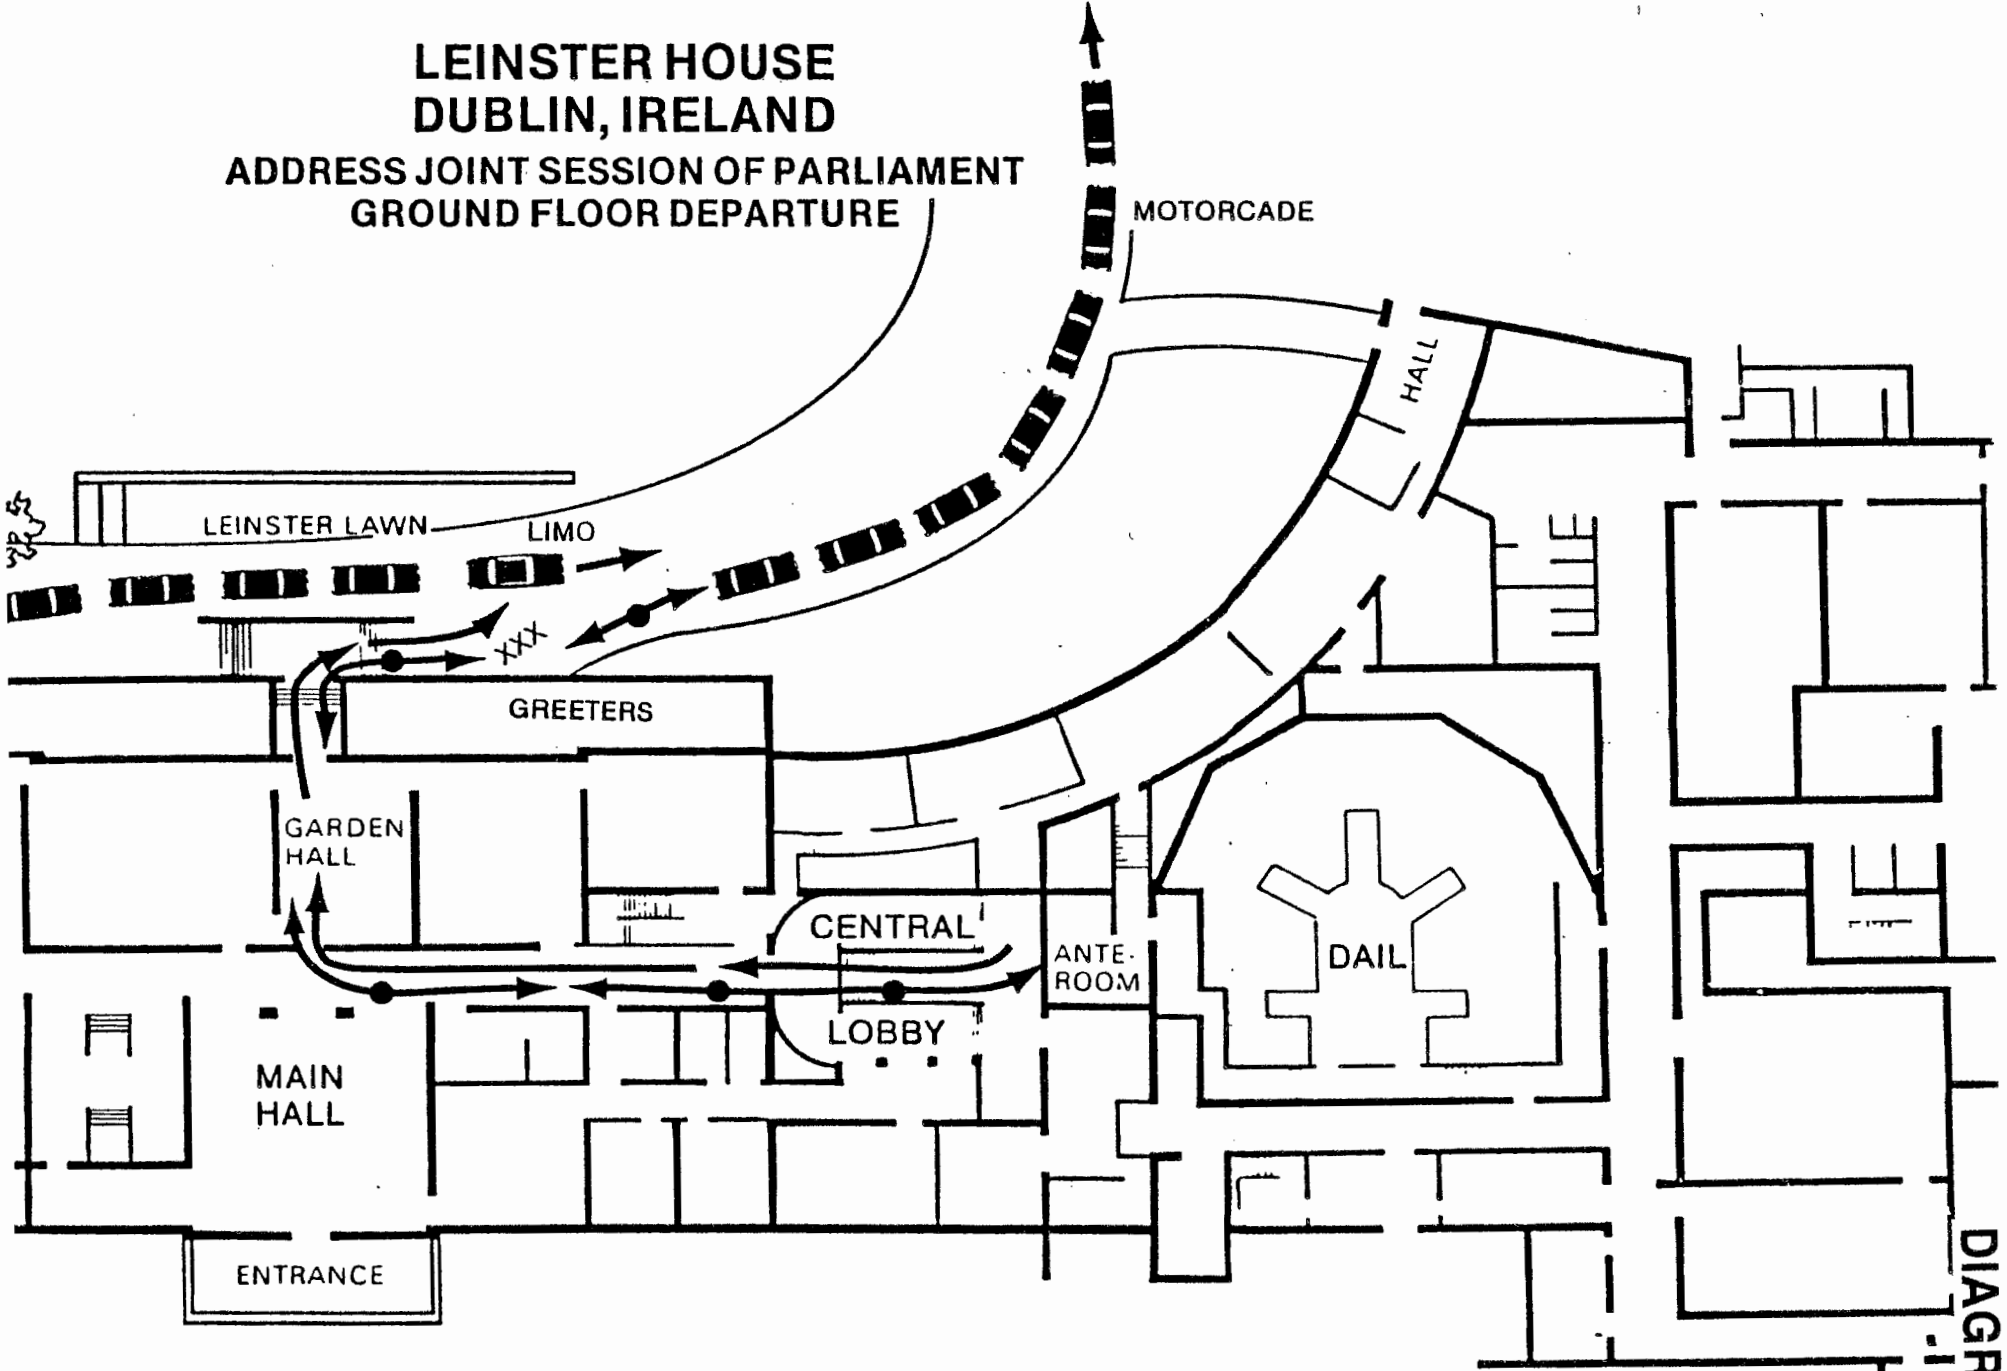 LEINSTER HOUSE
DUBLIN, IRELAND
ADDRESS JOINT SESSION OF PARLIAMENT
GROUND FLOOR DEPARTURE
MOTORCADE
HALL
LEINSTER LAWN
LIMO
XXX
GREETERS
GARDEN
HALL
CENTRAL
LOBBY
ANTE-
ROOM
DAIL
MAIN
HALL
ENTRANCE
DIAGR